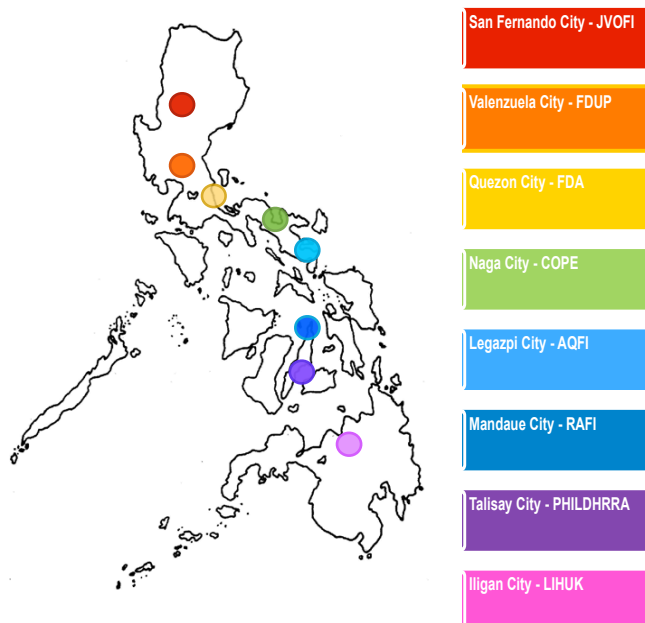 San Fernando City - JVOFI
Valenzuela City - FDUP
Quezon City - FDA
Naga City - COPE
Legazpi City - AQFI
Mandaue City - RAFI
Talisay City - PHILDHRRA
Iligan City - LIHUK